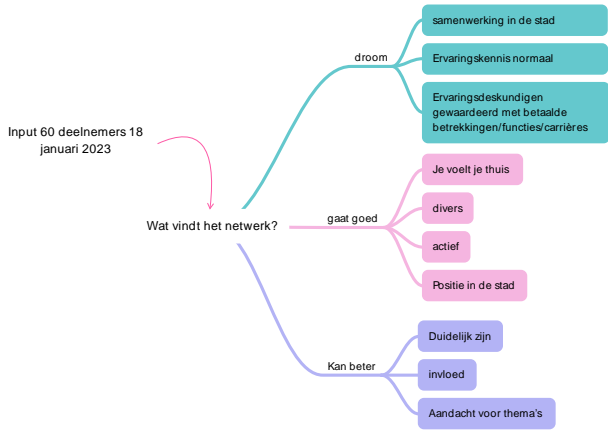 Input 60 deelnemers 18
januari 2023
Wat vindt het netwerk?
droom
samenwerking in de stad
Ervaringskennis normaal
Ervaringsdeskundigen
gewaardeerd met betaalde
betrekkingen/functies/carrières
gaat goed
Je voelt je thuis
divers
actief
Positie in de stad
Kan beter
Duidelijk zijn
invloed
Aandacht voor thema's